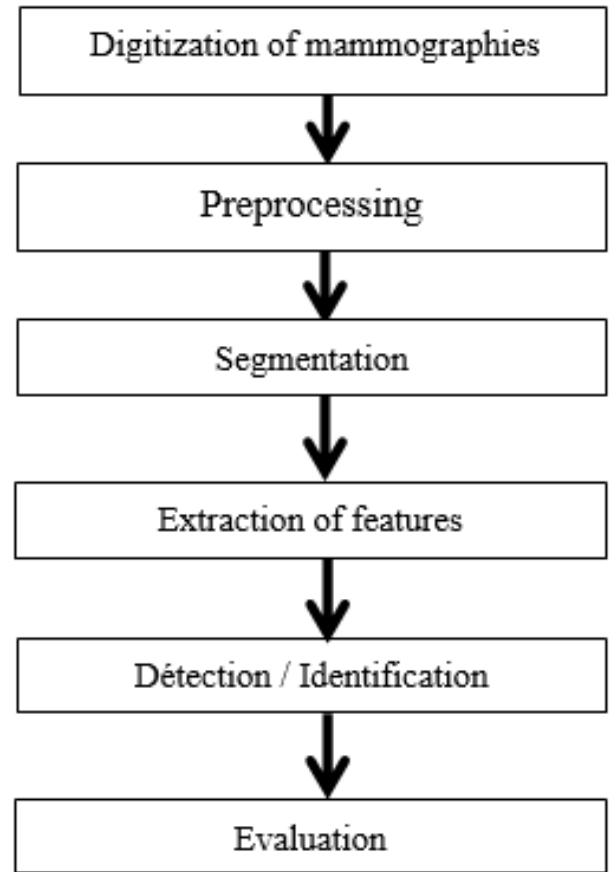 Digitization of mammographies
Preprocessing
Segmentation
Extraction of features
Détection / Identification
Evaluation